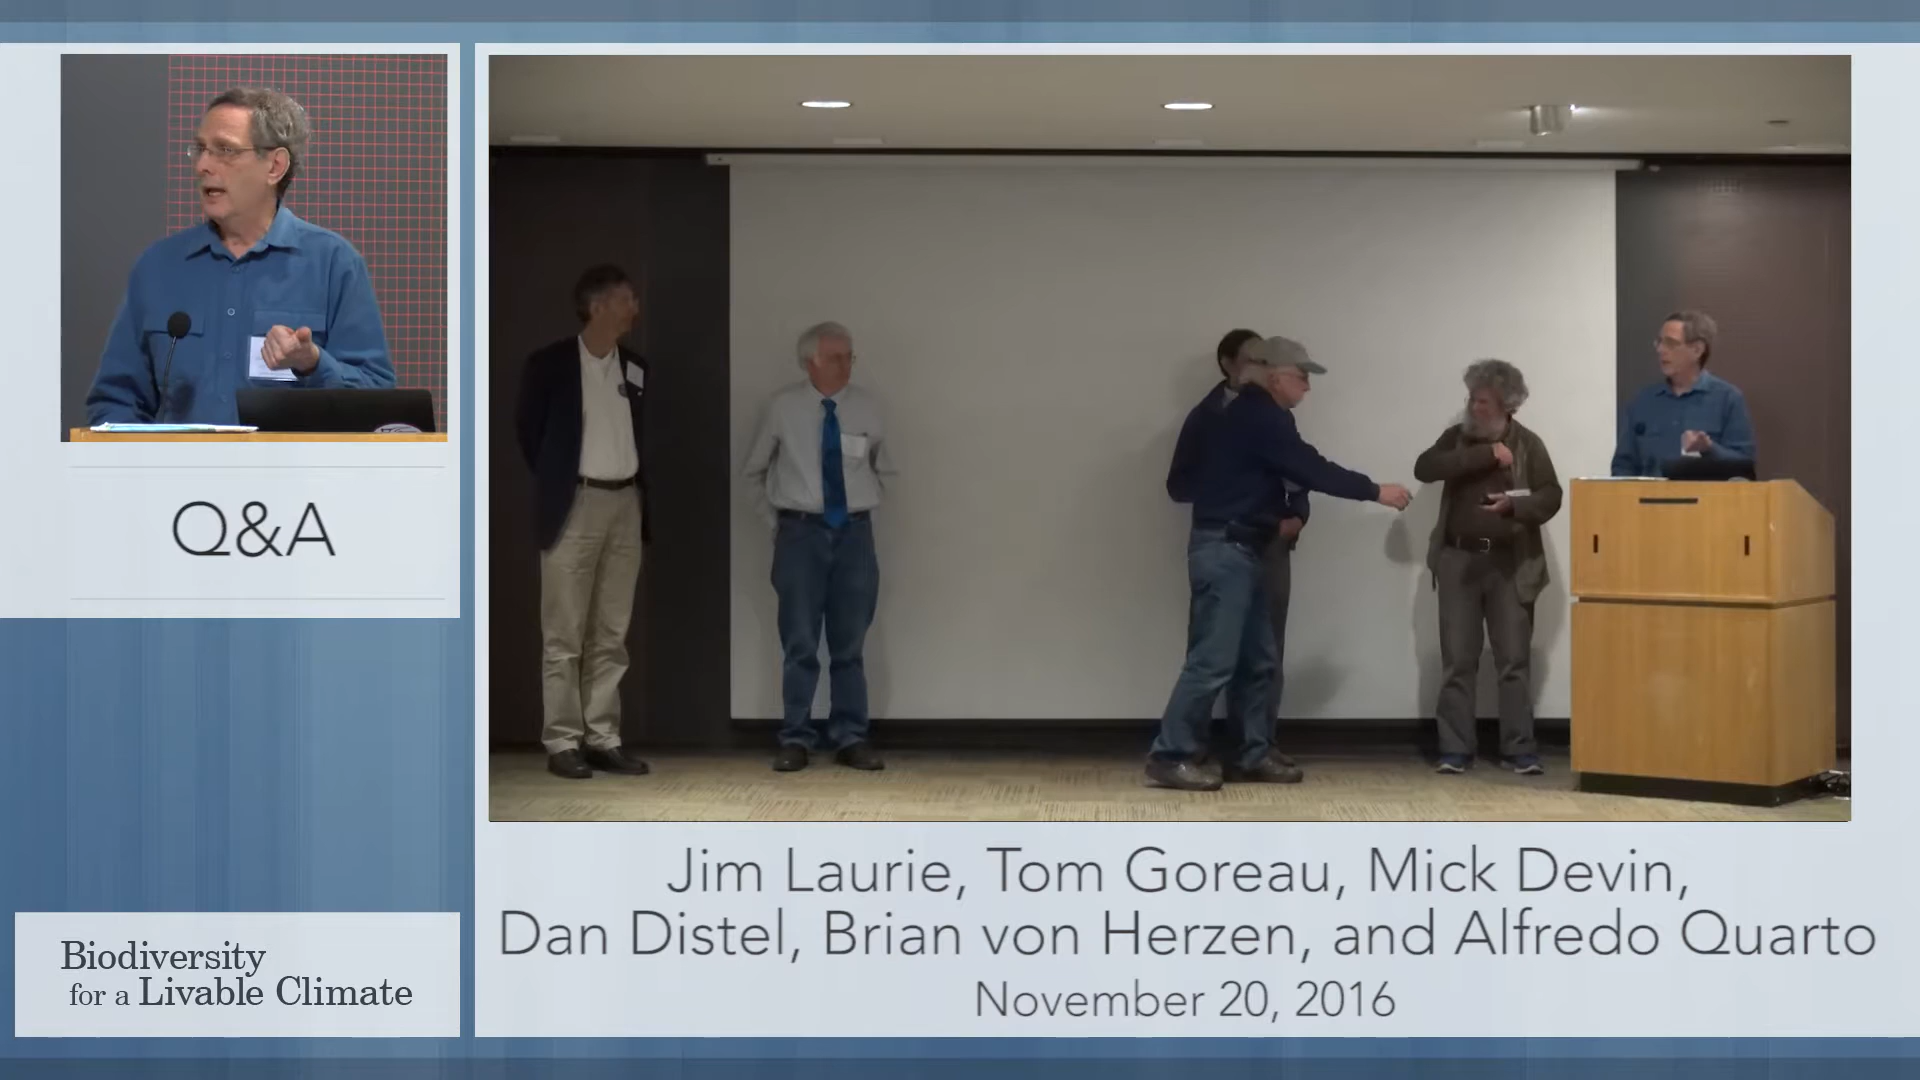 Q&A
Jim Laurie, Tom Goreau, Mick Devin,
Dan Distel, Brian von Herzen, and Alfredo Quarto
November 20, 2016
Biodiversity
for a Livable Climate